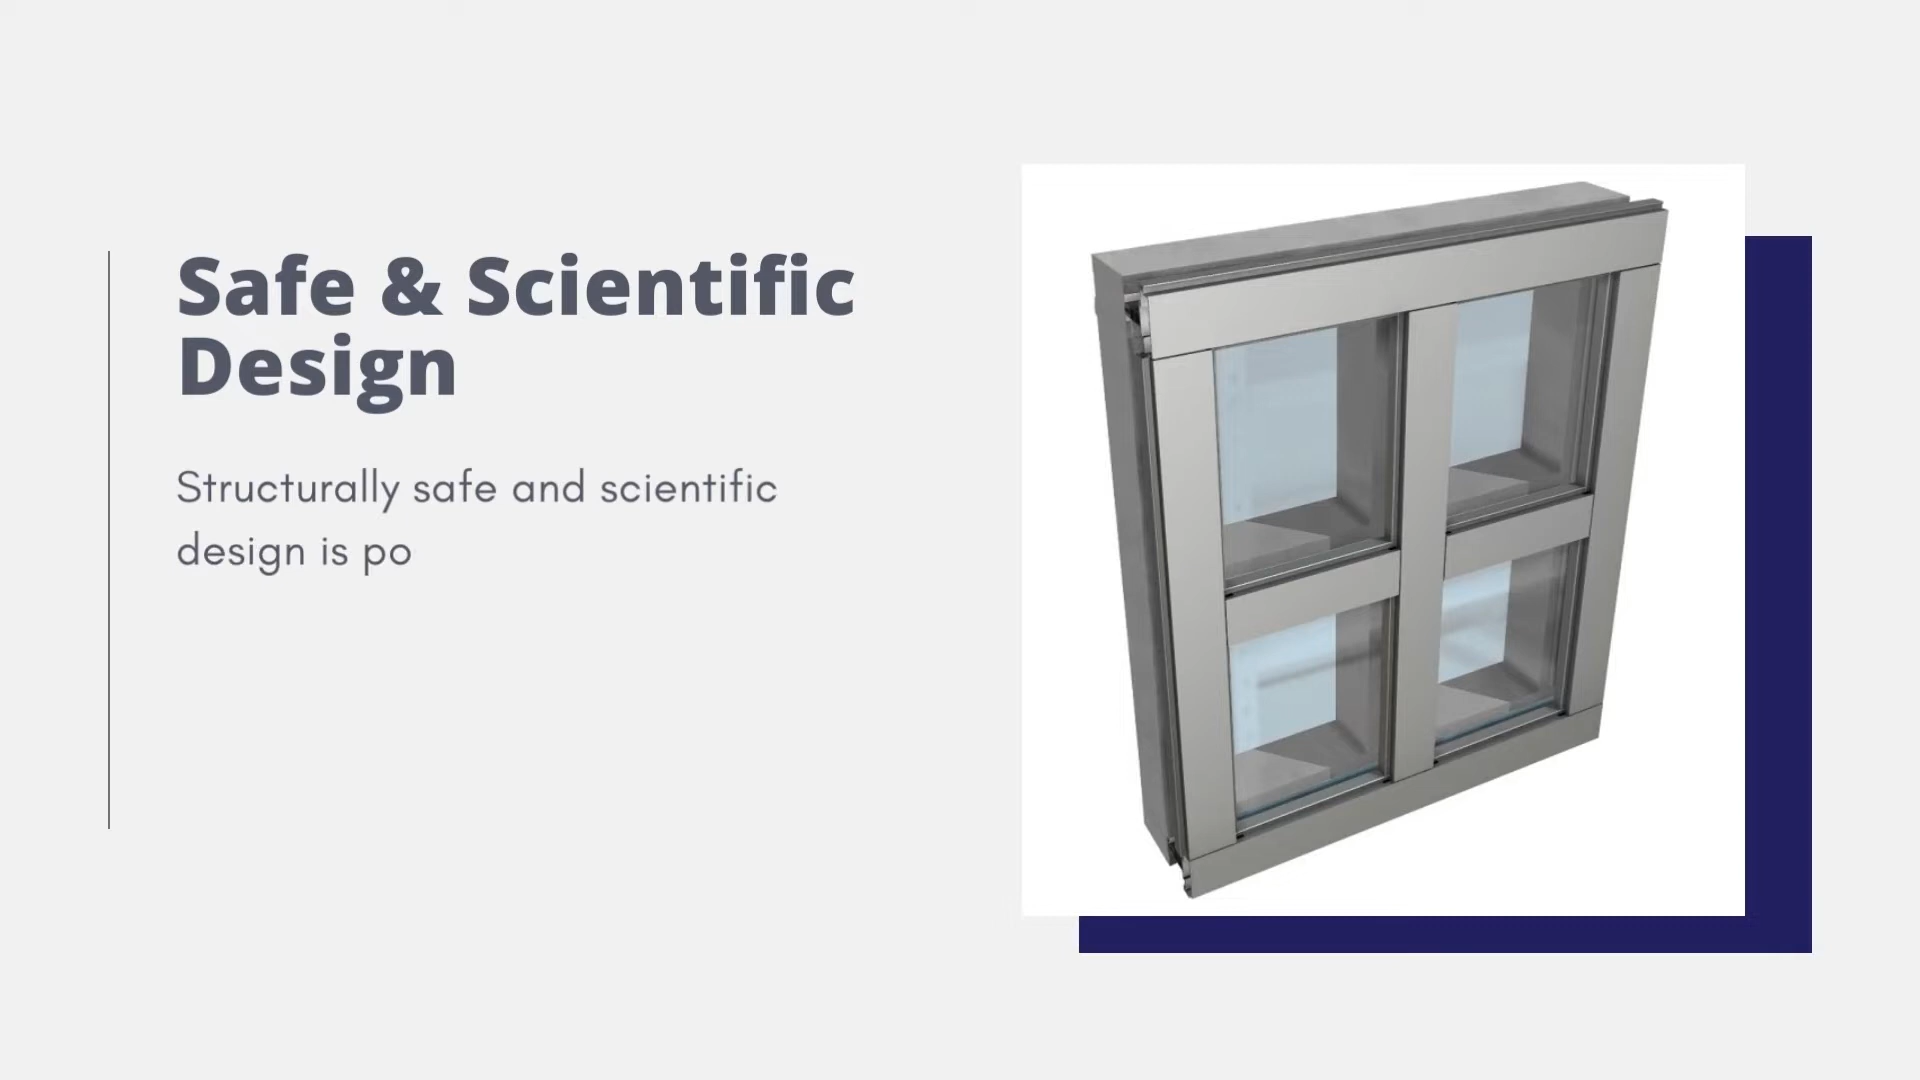 Safe & Scientific
Design
Structurally safe and scientific
design is po